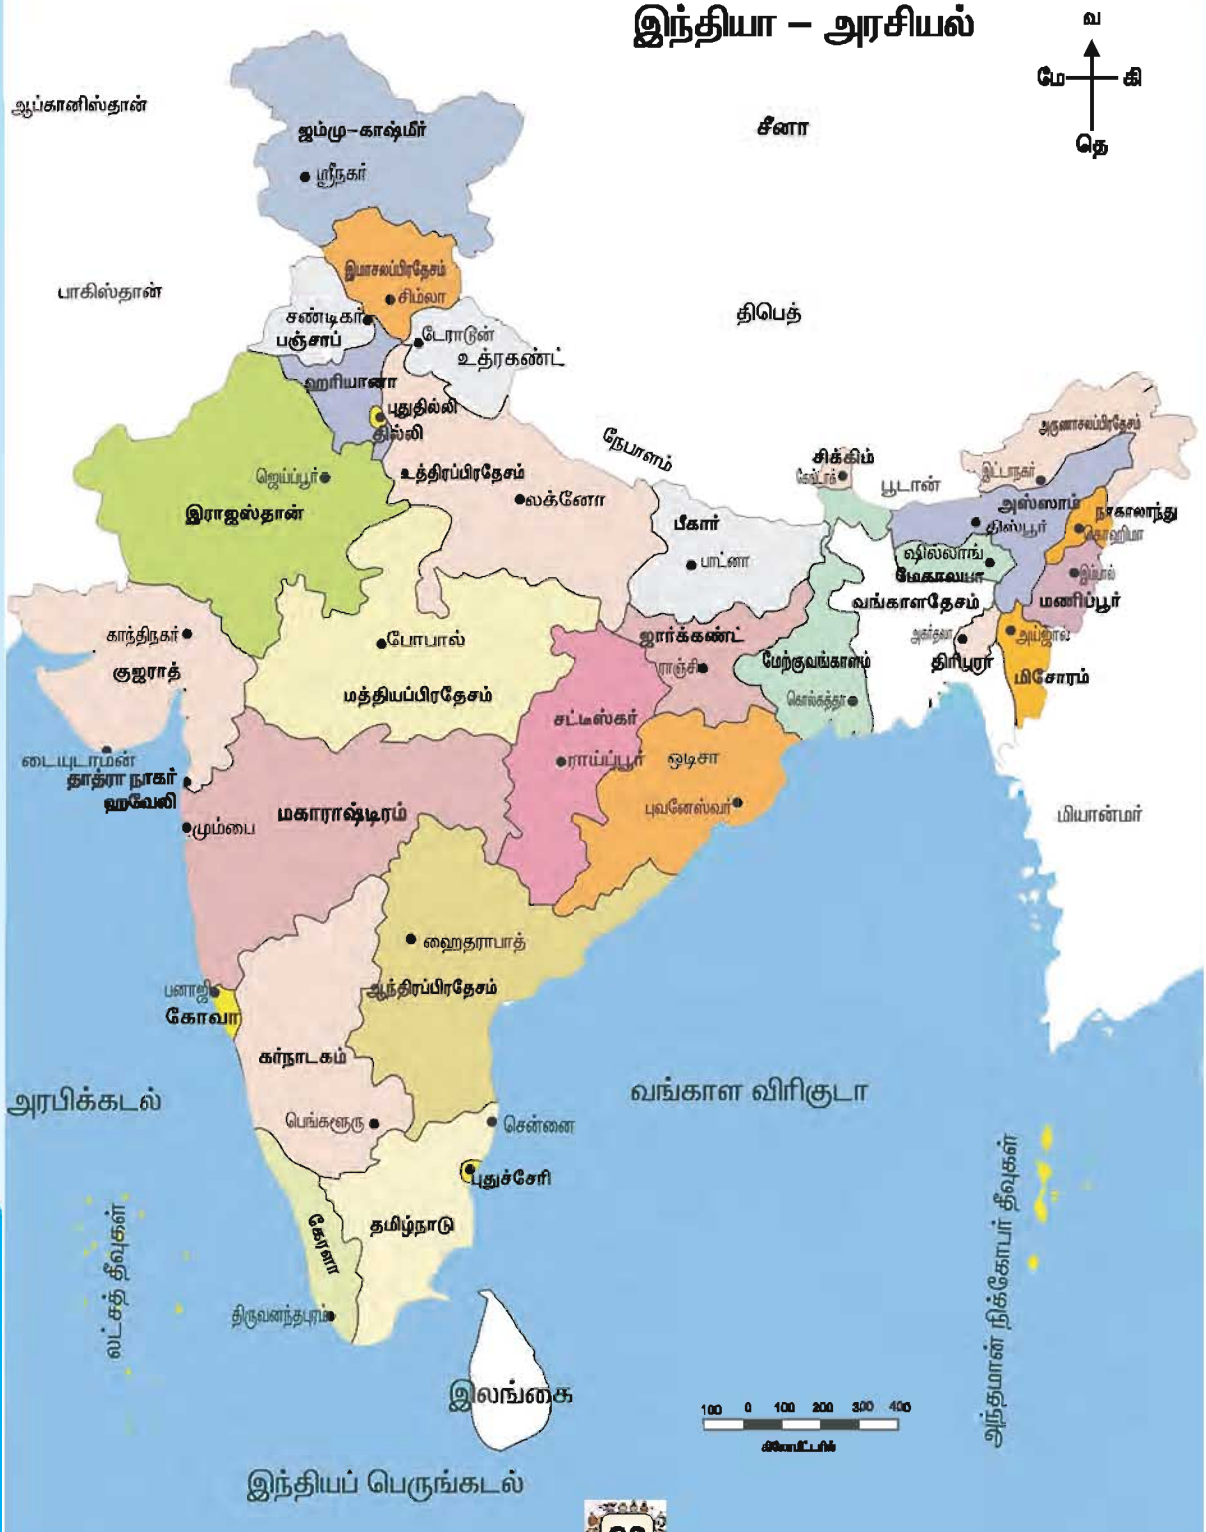 இந்தியா – அரசியல்
வ
மே கி
தெ
ஆப்கானிஸ்தான்
சீனா
ஜம்மு-காஷ்மீர்
ஸ்ரீநகர்
பாகிஸ்தான்
இமாசலப்பிரதேசம்
சிம்லா
திபெத்
சண்டிகர்
பஞ்சாப்
டேராடூன்
உத்ரகண்ட்
ஹரியானா
புதுதில்லி
தில்லி
நேபாளம்
அருணாசலப்பிரதேசம்
சிக்கிம்
கேங்டாக்
பூடான்
இட்டாநகர்
ஜெய்ப்பூர்
உத்திரப்பிரதேசம்
லக்னோ
இராஜஸ்தான்
பீகார்
பாட்னா
அஸ்ஸாம்
திஸ்பூர்
நாகாலாந்து
கொஹிமா
ஷில்லாங்
மேகாலயா
இம்பால்
மணிப்பூர்
வங்காளதேசம்
காந்திநகர்
குஜராத்
போபால்
மத்தியப்பிரதேசம்
ஜார்க்கண்ட்
ராஞ்சி
மேற்குவங்காளம்
கொல்கத்தா
அகர்தலா
திரிபுரா
அய்ஜால்
மிசோரம்
சட்டீஸ்கர்
ராய்ப்பூர்
ஒடிசா
புவனேஸ்வர்
டையுடாமன்
தாத்ரா நாகர்
ஹவேலி
மும்பை
மகாராஷ்டிரம்
மியான்மர்
ஹைதராபாத்
ஆந்திரப்பிரதேசம்
பனாஜி
கோவா
கர்நாடகம்
பெங்களூரு
அரபிக்கடல்
வங்காள விரிகுடா
சென்னை
புதுச்சேரி
தமிழ்நாடு
கேரளா
திருவனந்தபுரம்
லட்சத் தீவுகள்
அந்தமான் நிக்கோபர் தீவுகள்
இலங்கை
100 0 100 200 300 400
கிலோமீட்டரில்
இந்தியப் பெருங்கடல்